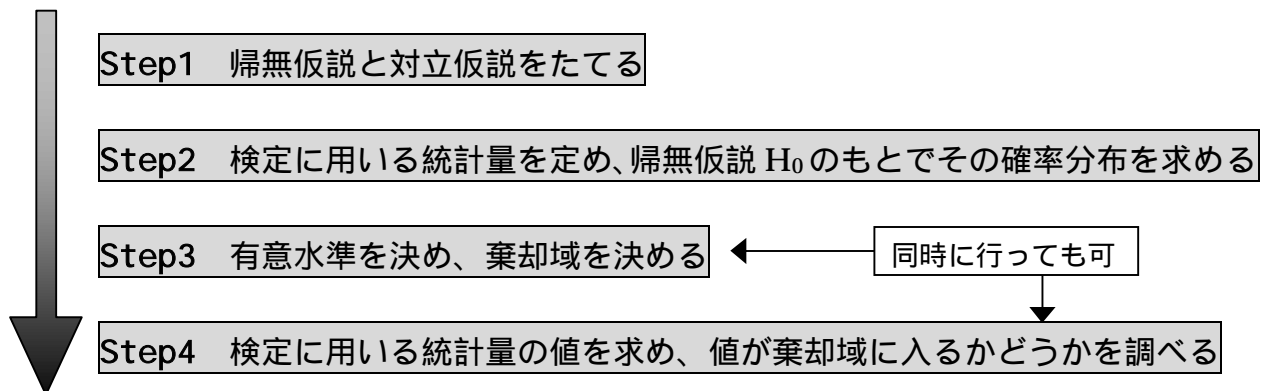 Step1 帰無仮説と対立仮説をたてる
Step2 検定に用いる統計量を定め、帰無仮説 H₀のもとでその確率分布を求める
Step3 有意水準を決め、棄却域を決める
同時に行っても可
Step4 検定に用いる統計量の値を求め、値が棄却域に入るかどうかを調べる